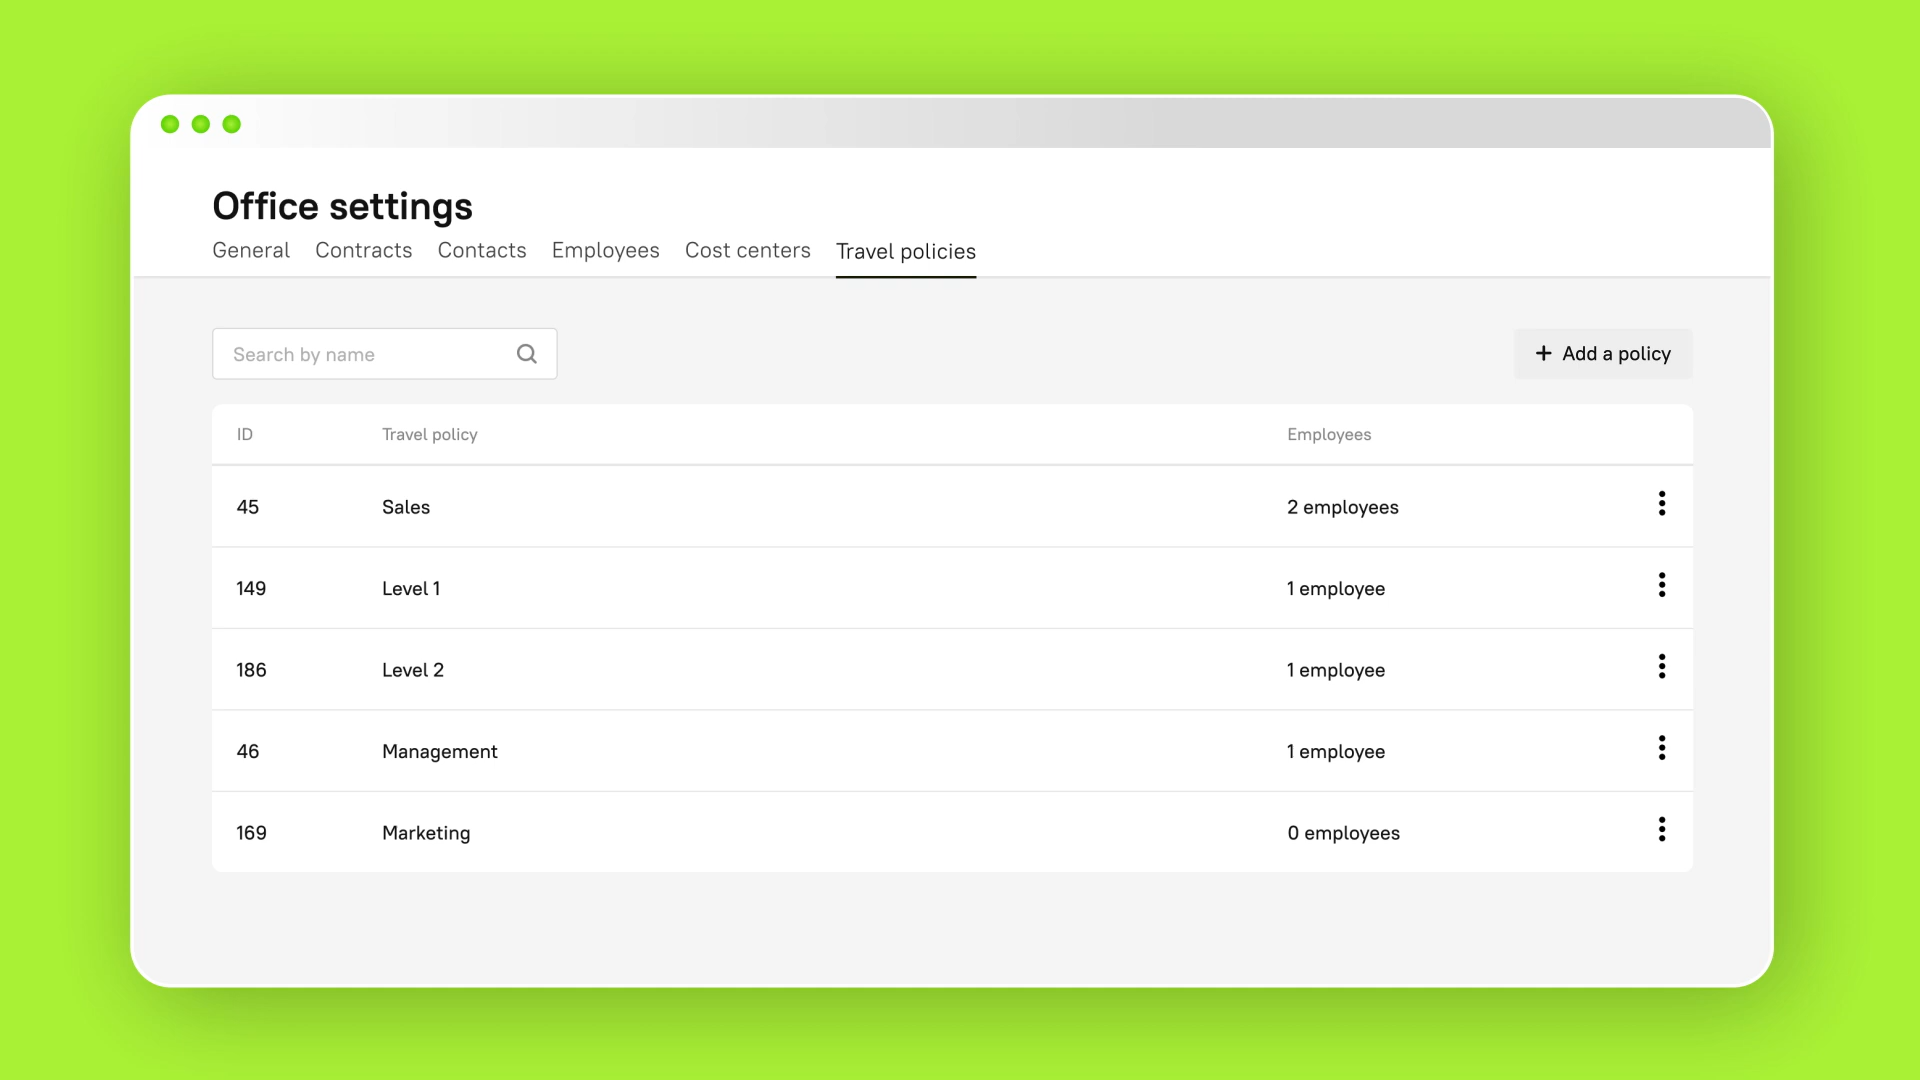 Office settings
General Contracts Contacts Employees Cost centers Travel policies
Search by name + Add a policy
ID Travel policy Employees
45 Sales 2 employees
149 Level 1 1 employee
186 Level 2 1 employee
46 Management 1 employee
169 Marketing 0 employees